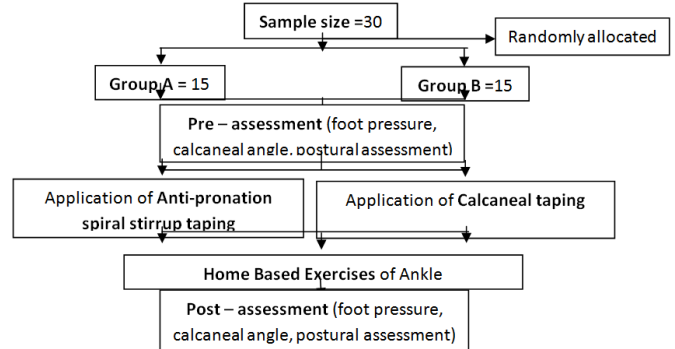 Sample size =30
Randomly allocated
Group A = 15
Group B =15
Pre – assessment (foot pressure,
calcaneal angle, postural assessment)
Application of Anti-pronation
spiral stirrup taping
Application of Calcaneal taping
Home Based Exercises of Ankle
Post – assessment (foot pressure,
calcaneal angle, postural assessment)